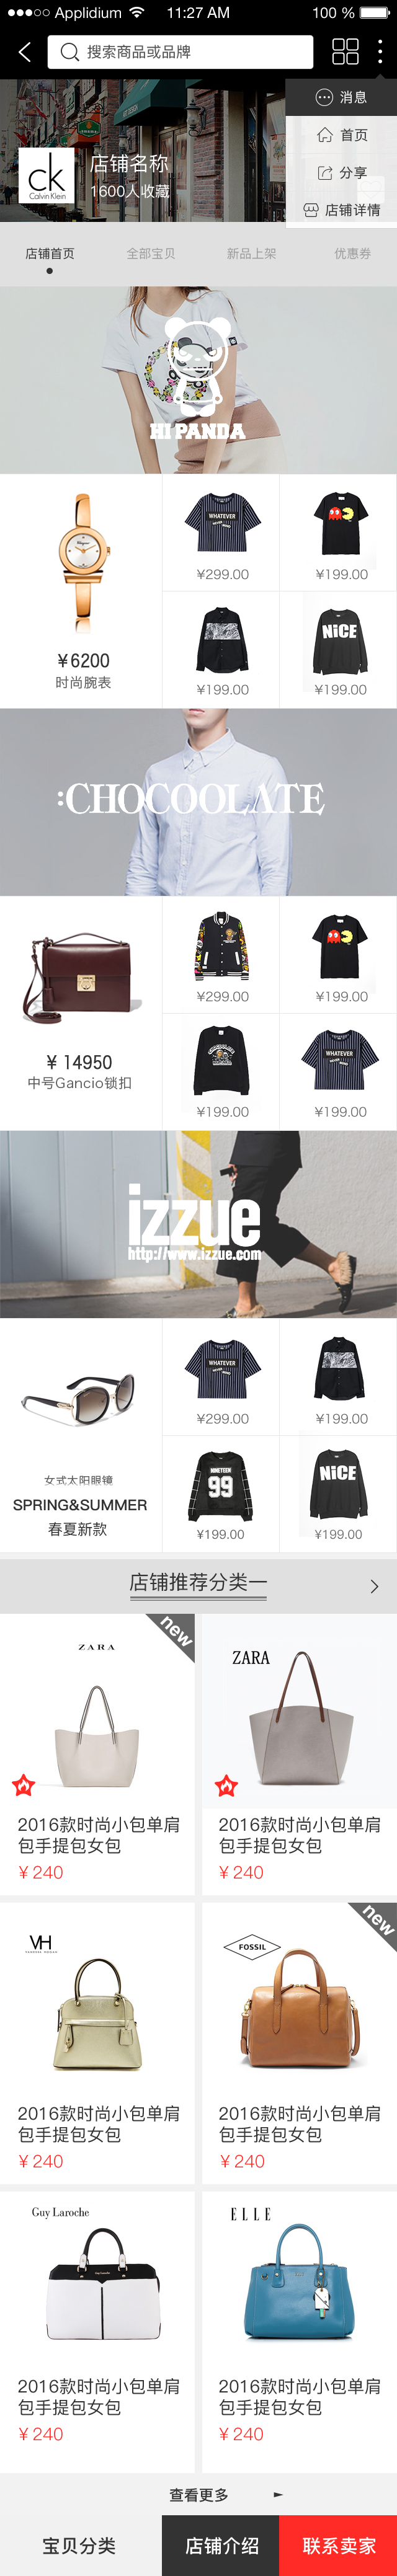 Applidium 11:27 AM 100 %
搜索商品或品牌
消息
首页
分享
店铺详情
ck
Calvin Klein
店铺名称
1600人收藏
店铺首页 全部宝贝 新品上架 优惠券
HI PANDA
¥6200
时尚腕表
WHATEVER
¥299.00
¥199.00
¥199.00
NiCE
¥199.00
:CHOCOOLATE
¥ 14950
中号Gancio锁扣
¥299.00
¥199.00
CHOCOOLATE
¥199.00
WHATEVER
¥199.00
izzue
http://www.izzue.com
女式太阳眼镜
SPRING&SUMMER
春夏新款
WHATEVER
¥299.00
¥199.00
NINETEEN
99
¥199.00
NiCE
¥199.00
店铺推荐分类一
ZARA
new
2016款时尚小包单肩
包手提包女包
¥ 240
ZARA
2016款时尚小包单肩
包手提包女包
¥ 240
VH
2016款时尚小包单肩
包手提包女包
¥ 240
FOSSIL
new
2016款时尚小包单肩
包手提包女包
¥ 240
Guy Laroche
2016款时尚小包单肩
包手提包女包
¥ 240
ELLE
2016款时尚小包单肩
包手提包女包
¥ 240
查看更多
宝贝分类 店铺介绍 联系卖家